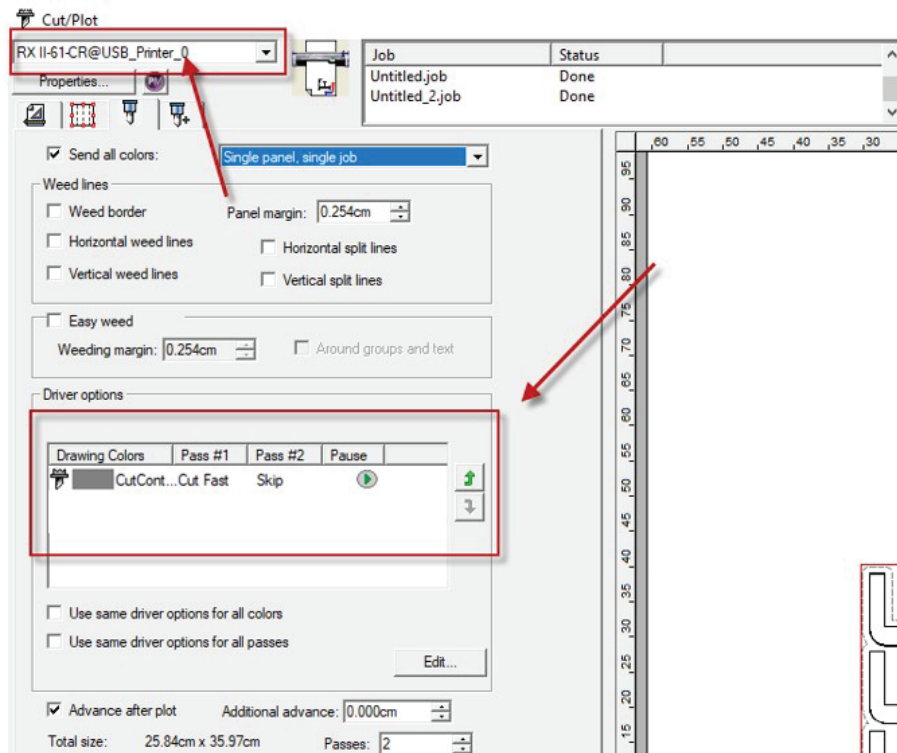 Cut/Plot
RX II-61-CR@USB_Printer_0
Job Status
Properties...
Untitled.job Done
Untitled_2.job Done
Send all colors: Single panel, single job
60 55 50 45 40 35 30
Weed lines
Weed border Panel margin: 0.254cm
Horizontal weed lines Horizontal split lines
Vertical weed lines Vertical split lines
Easy weed
Weeding margin: 0.254cm Around groups and text
Driver options
Drawing Colors Pass #1 Pass #2 Pause
CutCont...Cut Fast Skip
Use same driver options for all colors
Use same driver options for all passes
Edit...
Advance after plot Additional advance: 0.000cm
Total size: 25.84cm x 35.97cm Passes: 2
95
90
85
80
75
70
65
60
55
50
45
40
35
30
25
20
15